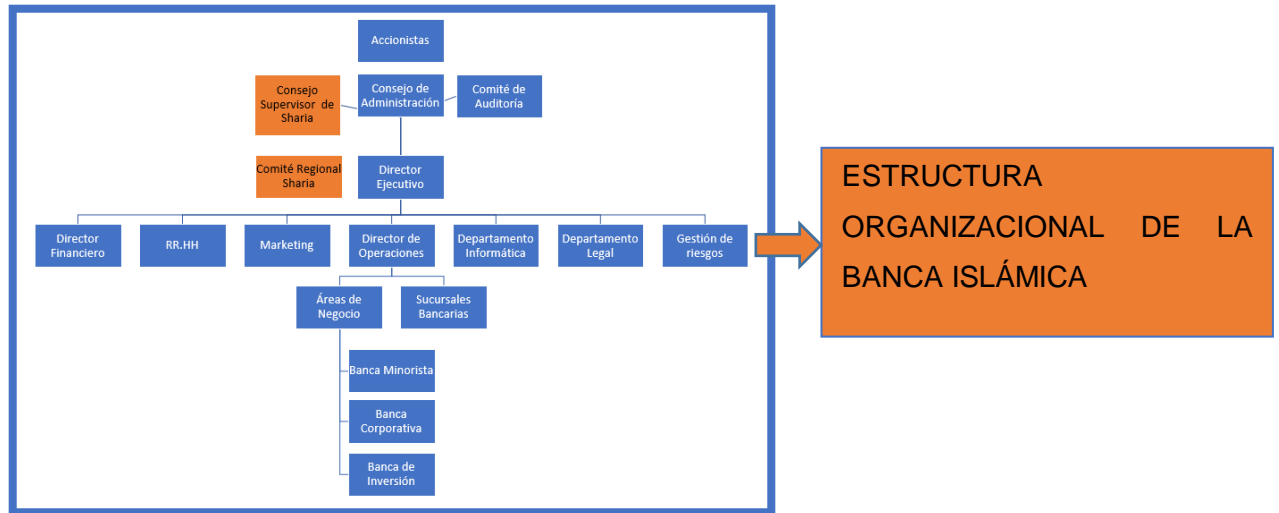 Accionistas
Consejo
Supervisor de
Sharia
Consejo de
Administración
Comité de
Auditoría
Comité Regional
Sharia
Director
Ejecutivo
Director
Financiero
RR.HH
Marketing
Director de
Operaciones
Departamento
Informática
Departamento
Legal
Gestión de
riesgos
Áreas de
Negocio
Sucursales
Bancarias
Banca Minorista
Banca
Corporativa
Banca de
Inversión
ESTRUCTURA
ORGANIZACIONAL DE LA
BANCA ISLÁMICA